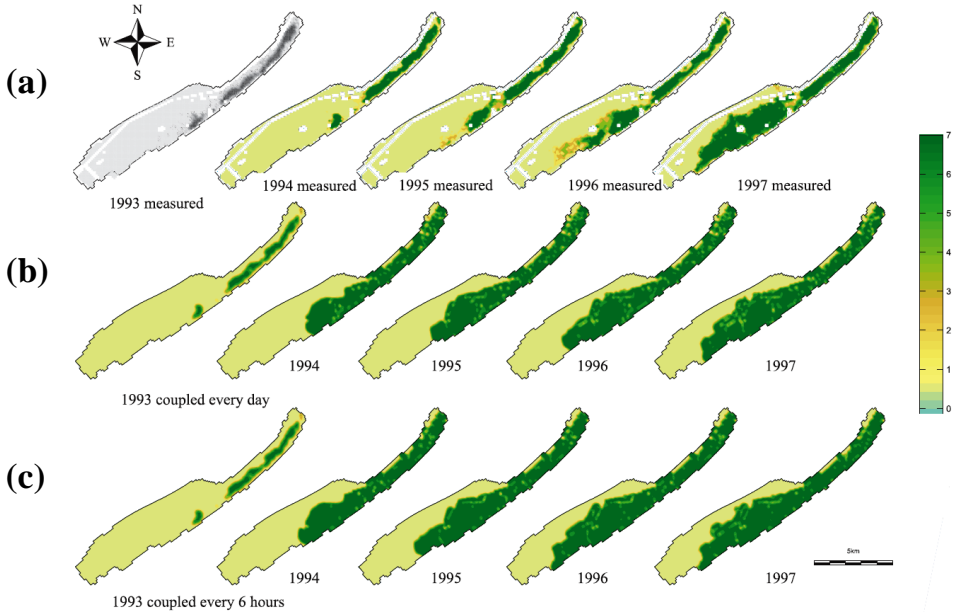 N
W E
S
(a)
1993 measured
1994 measured
1995 measured
1996 measured
1997 measured
(b)
1993 coupled every day
1994
1995
1996
1997
(c)
1993 coupled every 6 hours
1994
1995
1996
1997
7
6
5
4
3
2
1
0
5km